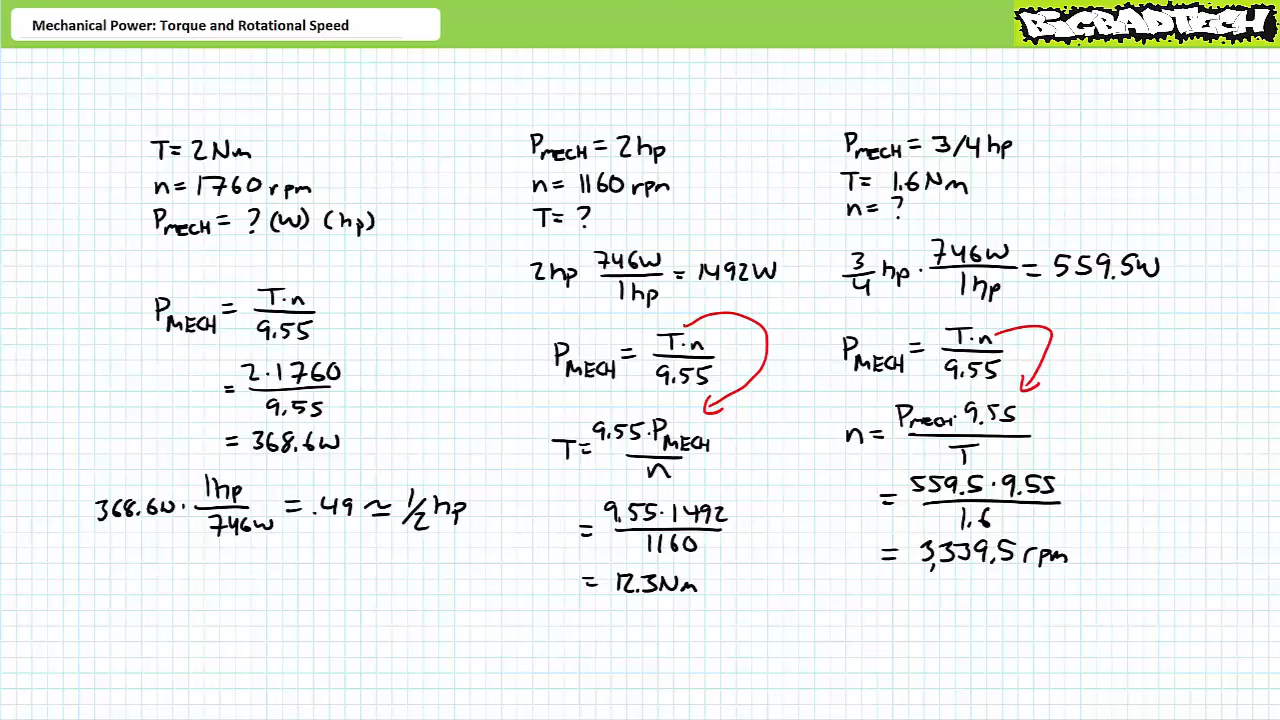 Mechanical Power: Torque and Rotational Speed
BIGBADTECH
T = 2 Nm
n = 1760 rpm
PMECH = ? (W) (hp)
PMECH = T·n / 9.55
= 2·1760 / 9.55
= 368.6W
368.6W · 1hp / 746W = .49 ≃ 1/2 hp
PMECH = 2hp
n = 1160 rpm
T = ?
2hp 746W / 1hp = 1492W
PMECH = T·n / 9.55
T = 9.55·PMECH / n
= 9.55·1492 / 1160
= 12.3Nm
PMECH = 3/4 hp
T = 1.6 Nm
n = ?
3/4 hp · 746W / 1hp = 559.5W
PMECH = T·n / 9.55
n = PMECH·9.55 / T
= 559.5·9.55 / 1.6
= 3,339.5 rpm